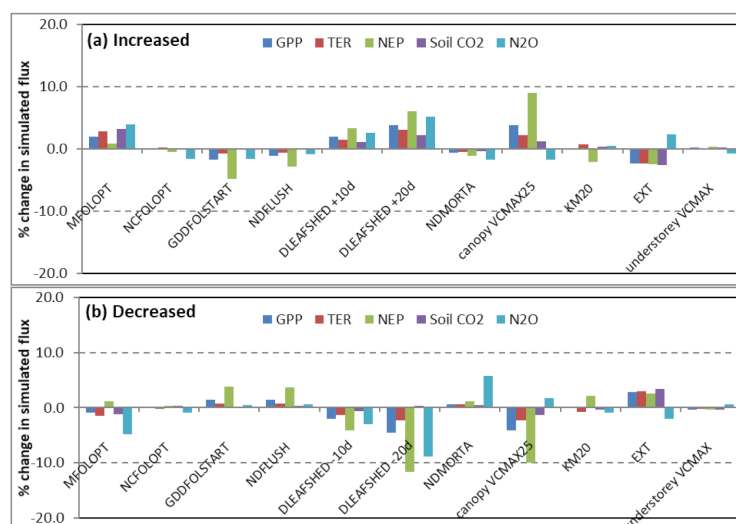 (a) Increased
GPP TER NEP Soil CO2 N2O
% change in simulated flux
20.0
10.0
0.0
-10.0
-20.0
MFOLOPT
NCFOLOPT
GDDFOLSTART
NDFLUSH
DLEAFSHED +10d
DLEAFSHED +20d
NDMORTA
canopy VCMAX25
KM20
EXT
understorey VCMAX
(b) Decreased
GPP TER NEP Soil CO2 N2O
% change in simulated flux
20.0
10.0
0.0
-10.0
-20.0
MFOLOPT
NCFOLOPT
GDDFOLSTART
NDFLUSH
DLEAFSHED -10d
DLEAFSHED -20d
NDMORTA
canopy VCMAX25
KM20
EXT
understorey VCMAX